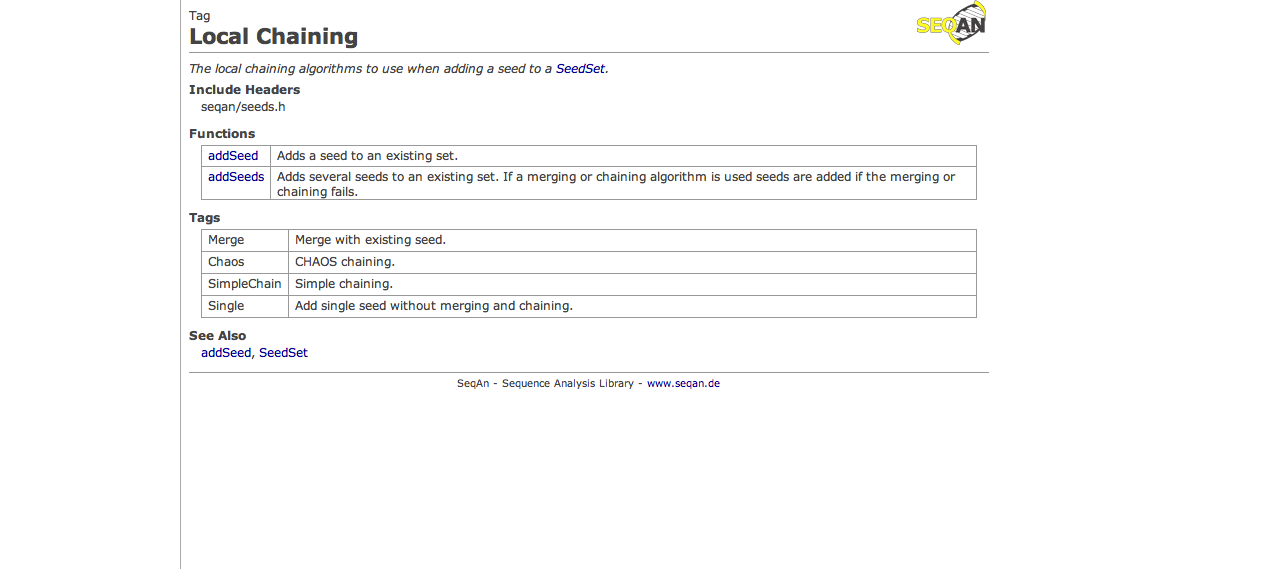 Tag
SEQAN
Local Chaining
The local chaining algorithms to use when adding a seed to a SeedSet.
Include Headers
seqan/seeds.h
Functions
addSeed Adds a seed to an existing set.
addSeeds Adds several seeds to an existing set. If a merging or chaining algorithm is used seeds are added if the merging or
chaining fails.
Tags
Merge Merge with existing seed.
Chaos CHAOS chaining.
SimpleChain Simple chaining.
Single Add single seed without merging and chaining.
See Also
addSeed, SeedSet
SeqAn - Sequence Analysis Library - www.seqan.de